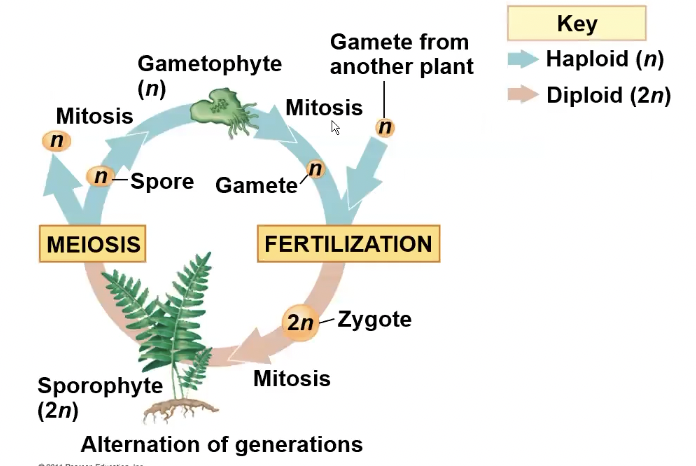 Key
Haploid (n)
Diploid (2n)
Gamete from
another plant
Gametophyte
(n)
Mitosis
Mitosis
n
n
n
Spore
Gamete
n
MEIOSIS
FERTILIZATION
2n
Zygote
Mitosis
Sporophyte
(2n)
Alternation of generations